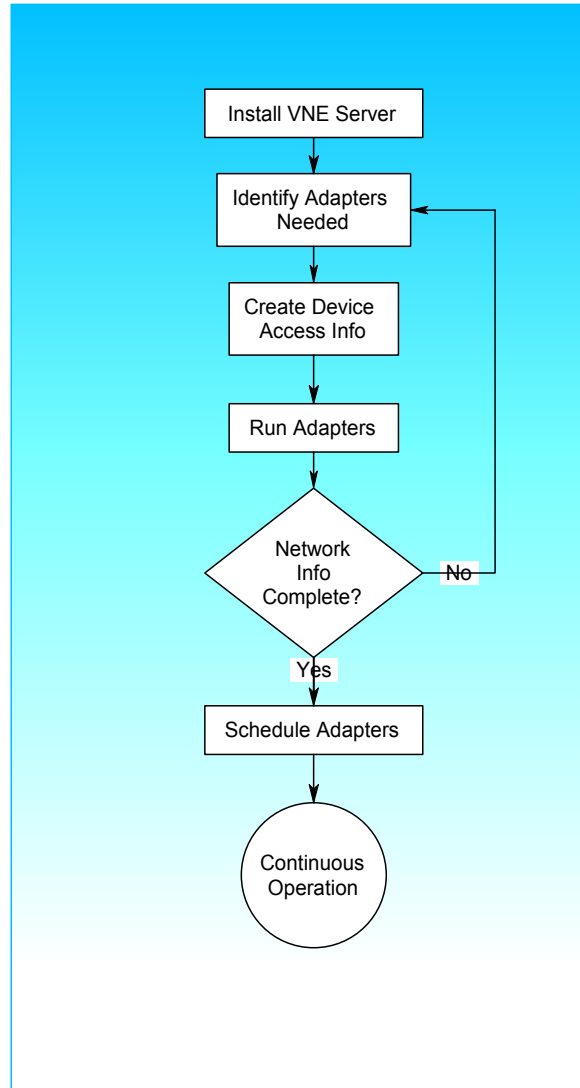 Install VNE Server
Identify Adapters
Needed
Create Device
Access Info
Run Adapters
Network
Info
Complete?
No
Yes
Schedule Adapters
Continuous
Operation